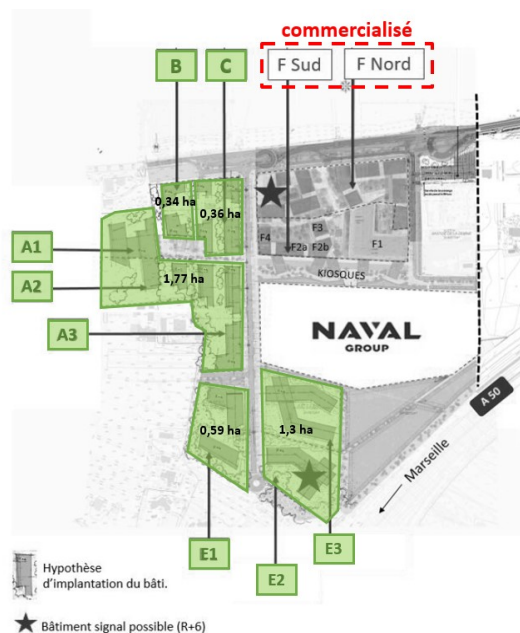 commercialisé
B
C
F Sud
F Nord
0,34 ha
0,36 ha
A1
A2
1,77 ha
A3
F4
F3
F2a
F2b
F1
KIOSQUES
NAVAL
GROUP
A 50
Marseille
0,59 ha
1,3 ha
E1
E2
E3
Hypothèse
d'implantation du bâti.
Bâtiment signal possible (R+6)